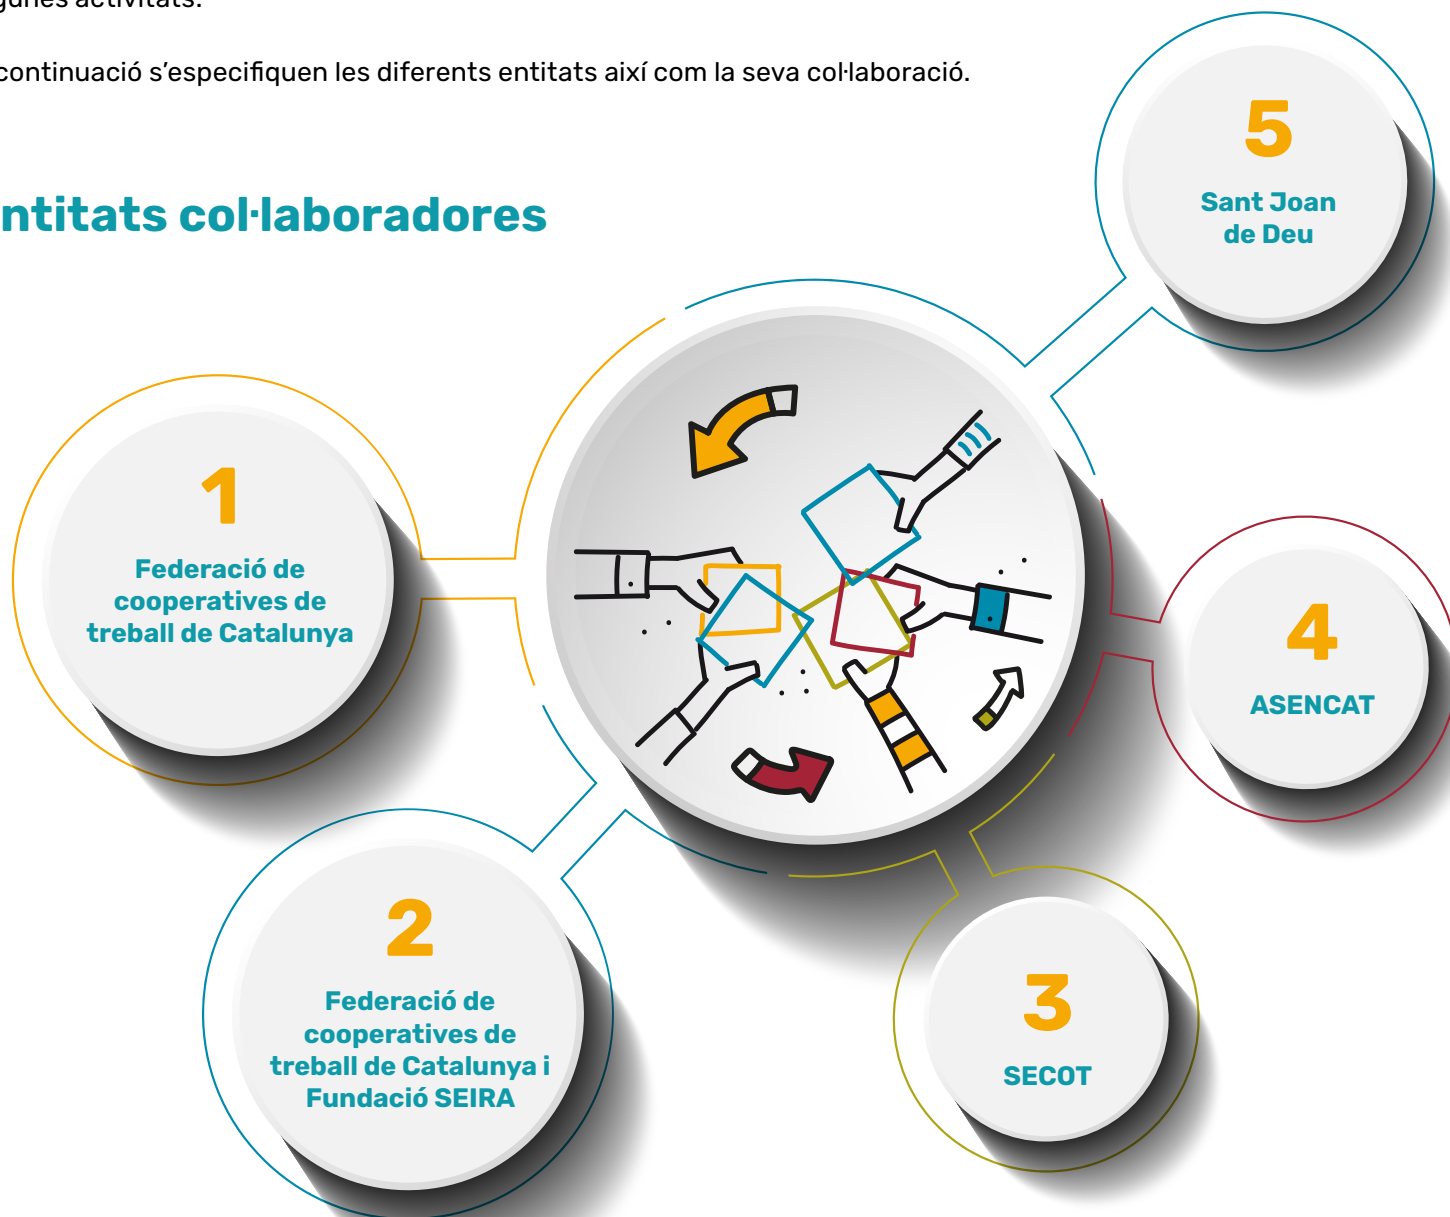 gunes activitats.
continuació s’especifiquen les diferents entitats així com la seva col·laboració.
ntitats col·laboradores
5
Sant Joan
de Deu
1
Federació de
cooperatives de
treball de Catalunya
4
ASENCAT
2
Federació de
cooperatives de
treball de Catalunya i
Fundació SEIRA
3
SECOT